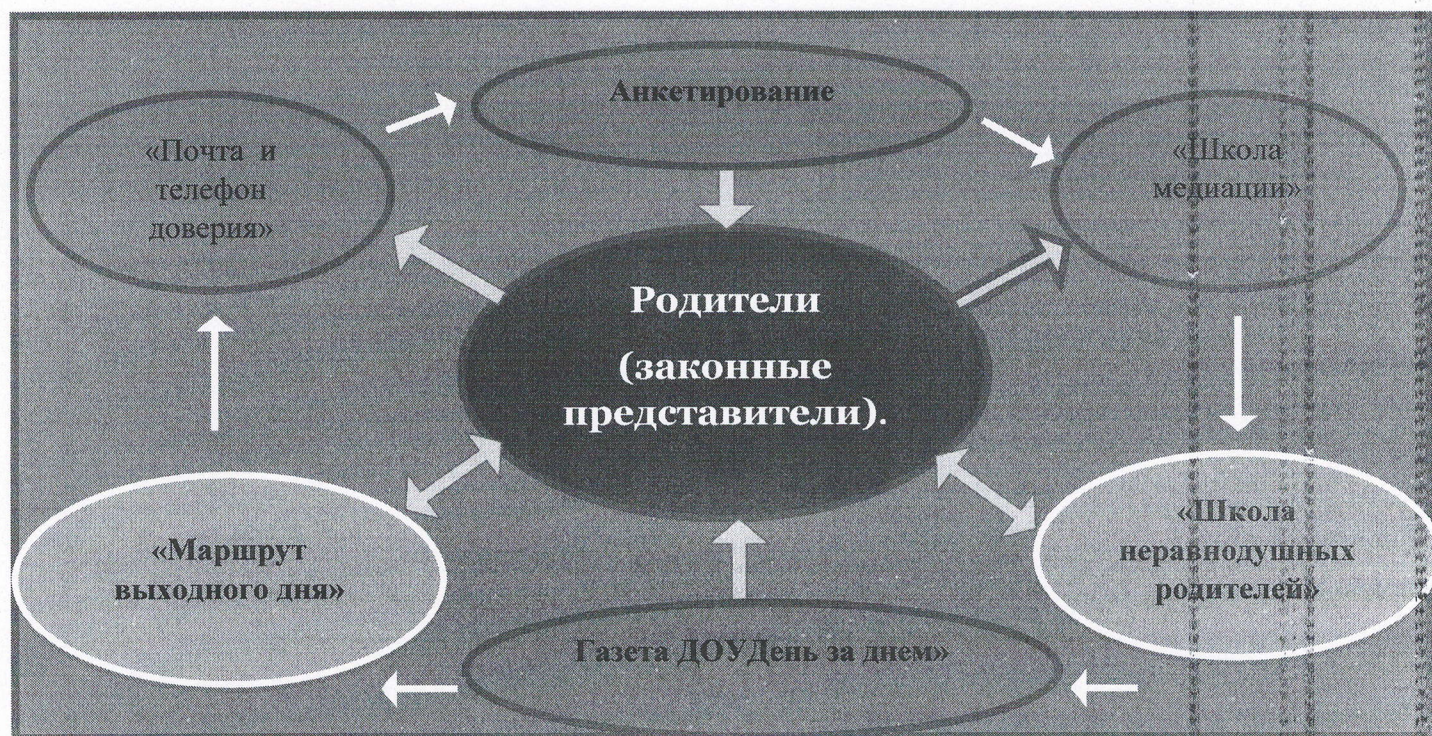 Анкетирование
«Почта и
телефон
доверия»
«Школа
медиации»
Родители
(законные
представители).
«Маршрут
выходного дня»
«Школа
неравнодушных
родителей»
Газета ДОУДень за днем»